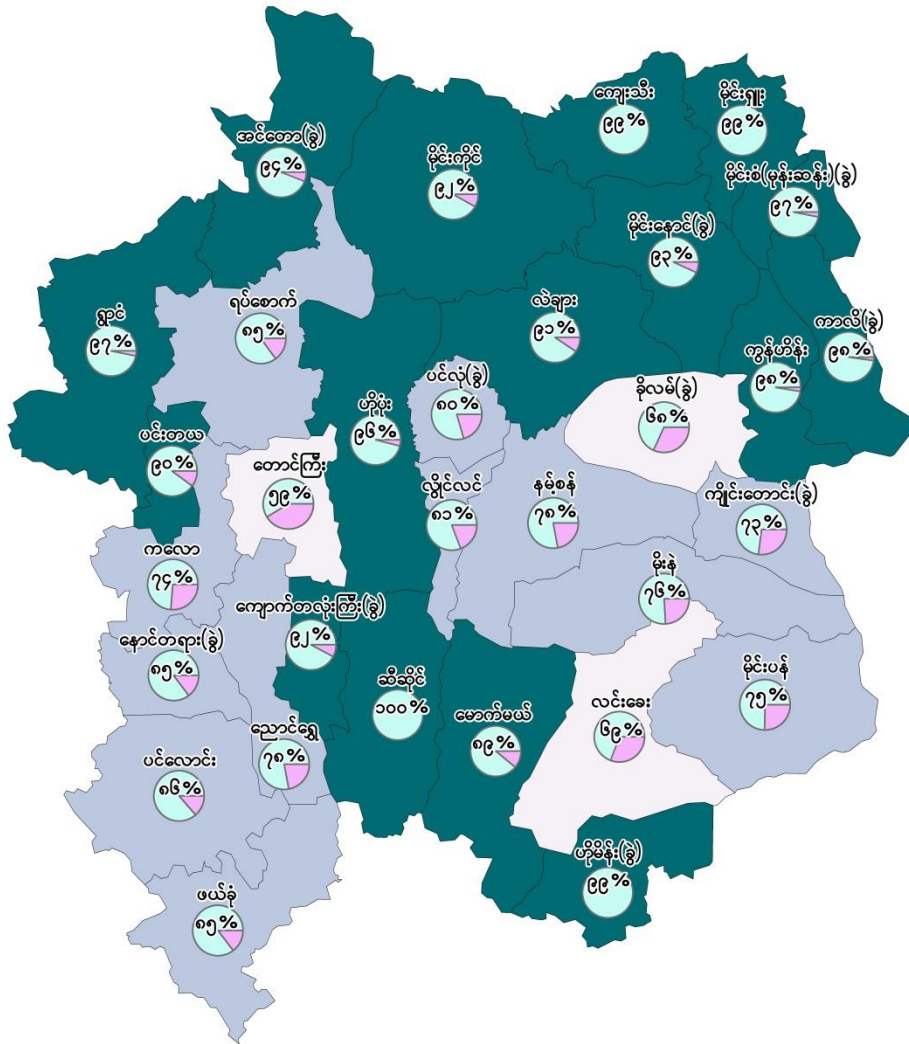 ကျေးသီး
၉၉%
မိုင်းရှူး
၉၉%
အင်တော(ခွဲ)
၉၄%
မိုင်းကိုင်
၉၂%
မိုင်းစံ(မုန်းဆန်း)(ခွဲ)
၉၇%
မိုင်းနောင်(ခွဲ)
၉၃%
ရွာငံ
၉၇%
ရပ်စောက်
၈၅%
လဲချား
၉၁%
ကွန်ဟိန်း
၉၈%
ကာလိ(ခွဲ)
၉၈%
ပင်လုံ(ခွဲ)
၈၀%
ဟိုပုံး
၉၆%
ခိုလမ်(ခွဲ)
၆၈%
ပင်းတယ
၉၀%
တောင်ကြီး
၅၉%
လွိုင်လင်
၈၁%
နမ့်စန်
၇၈%
ကျိုင်းတောင်း(ခွဲ)
၇၃%
ကလော
၇၄%
မိုးနဲ
၇၆%
ကျောက်တလုံးကြီး(ခွဲ)
၉၂%
နောင်တရား(ခွဲ)
၈၅%
ဆီဆိုင်
၁၀၀%
မောက်မယ်
၈၉%
လင်းခေး
၆၉%
မိုင်းပန်
၇၅%
ညောင်ရွှေ
၇၈%
ပင်လောင်း
၈၆%
ဟိုမိန်း(ခွဲ)
၉၉%
ဖယ်ခုံ
၈၅%